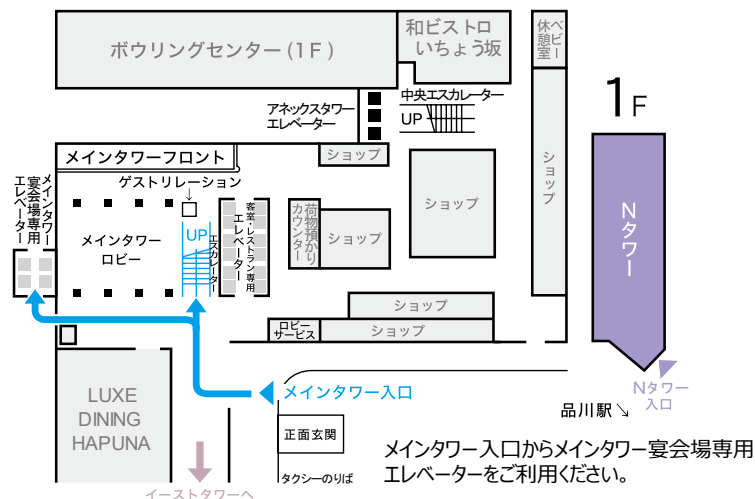 ボウリングセンター(1F)
和ビストロ
いちょう坂
ベビー
休憩室
1F
アネックスタワー
エレベーター
中央エスカレーター
UP
ショップ
メインタワーフロント
ゲストリレーション
メインタワー
宴会場専用
エレベーター
メインタワー
ロビー
UP
エスカレーター
客室・レストラン専用
エレベーター
荷物預かり
カウンター
ショップ
ショップ
ショップ
Nタワー
ショップ
ロビー
サービス
ショップ
LUXE
DINING
HAPUNA
メインタワー入口
Nタワー
入口
品川駅↘
正面玄関
タクシーのりば
メインタワー入口からメインタワー宴会場専用
エレベーターをご利用ください。
イーストタワーへ